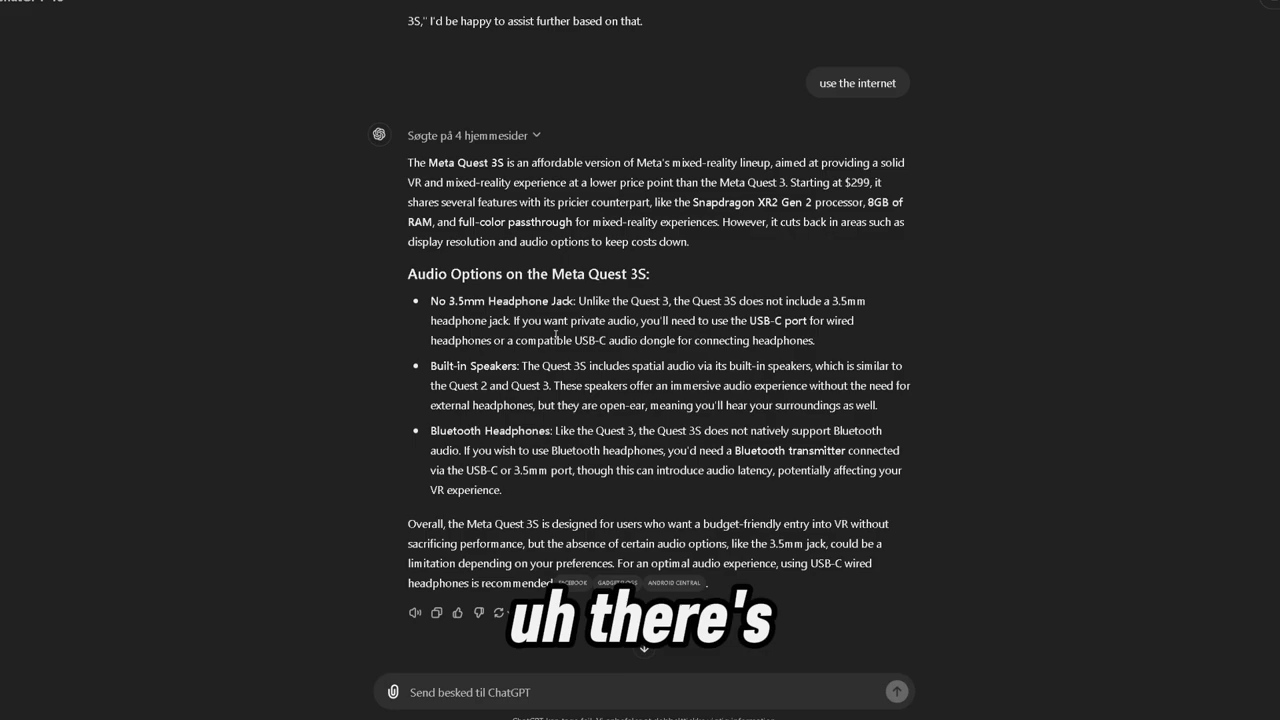 3S," I'd be happy to assist further based on that.
use the internet
Søgte på 4 hjemmesider
The Meta Quest 3S is an affordable version of Meta's mixed-reality lineup, aimed at providing a solid
VR and mixed-reality experience at a lower price point than the Meta Quest 3. Starting at $299, it
shares several features with its pricier counterpart, like the Snapdragon XR2 Gen 2 processor, 8GB of
RAM, and full-color passthrough for mixed-reality experiences. However, it cuts back in areas such as
display resolution and audio options to keep costs down.
Audio Options on the Meta Quest 3S:
No 3.5mm Headphone Jack: Unlike the Quest 3, the Quest 3S does not include a 3.5mm
headphone jack. If you want private audio, you'll need to use the USB-C port for wired
headphones or a compatible USB-C audio dongle for connecting headphones.
Built-in Speakers: The Quest 3S includes spatial audio via its built-in speakers, which is similar to
the Quest 2 and Quest 3. These speakers offer an immersive audio experience without the need for
external headphones, but they are open-ear, meaning you'll hear your surroundings as well.
Bluetooth Headphones: Like the Quest 3, the Quest 3S does not natively support Bluetooth
audio. If you wish to use Bluetooth headphones, you'd need a Bluetooth transmitter connected
via the USB-C or 3.5mm port, though this can introduce audio latency, potentially affecting your
VR experience.
Overall, the Meta Quest 3S is designed for users who want a budget-friendly entry into VR without
sacrificing performance, but the absence of certain audio options, like the 3.5mm jack, could be a
limitation depending on your preferences. For an optimal audio experience, using USB-C wired
headphones is recommended FACEBOOK ANDROID CENTRAL .
uh there's
Send besked til ChatGPT